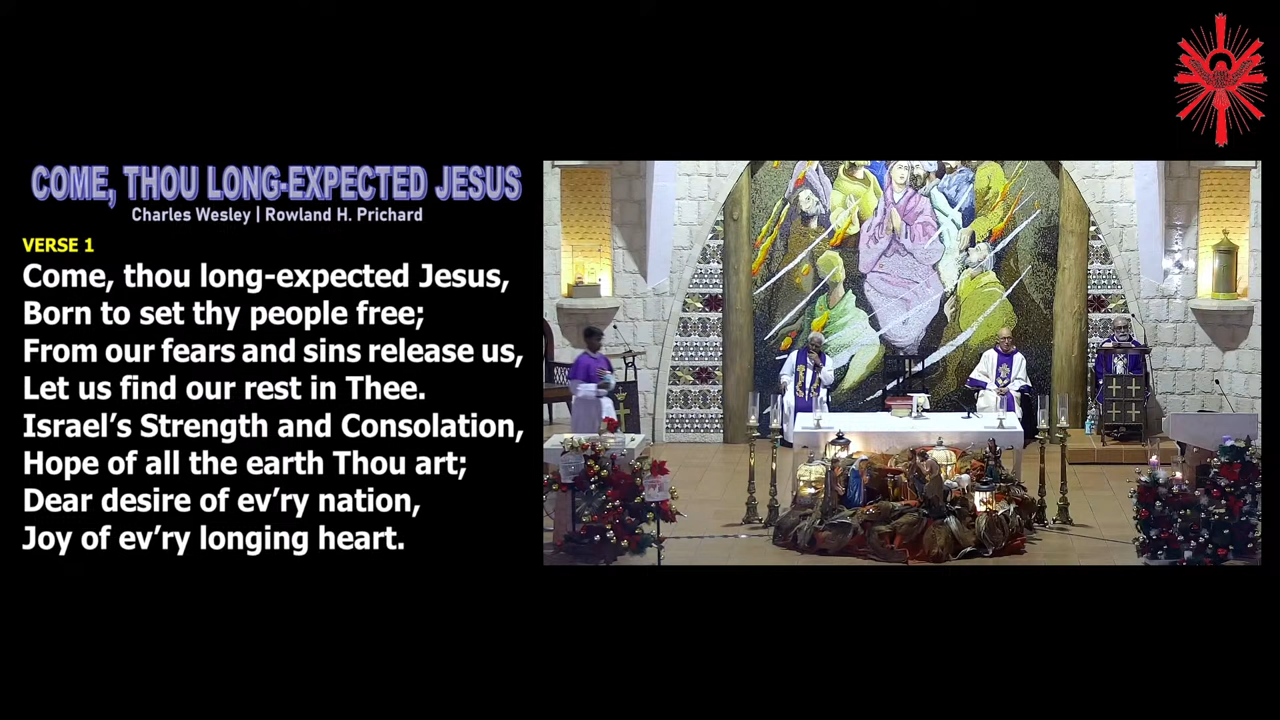 COME, THOU LONG-EXPECTED JESUS
Charles Wesley | Rowland H. Prichard
VERSE 1
Come, thou long-expected Jesus,
Born to set thy people free;
From our fears and sins release us,
Let us find our rest in Thee.
Israel’s Strength and Consolation,
Hope of all the earth Thou art;
Dear desire of ev’ry nation,
Joy of ev’ry longing heart.